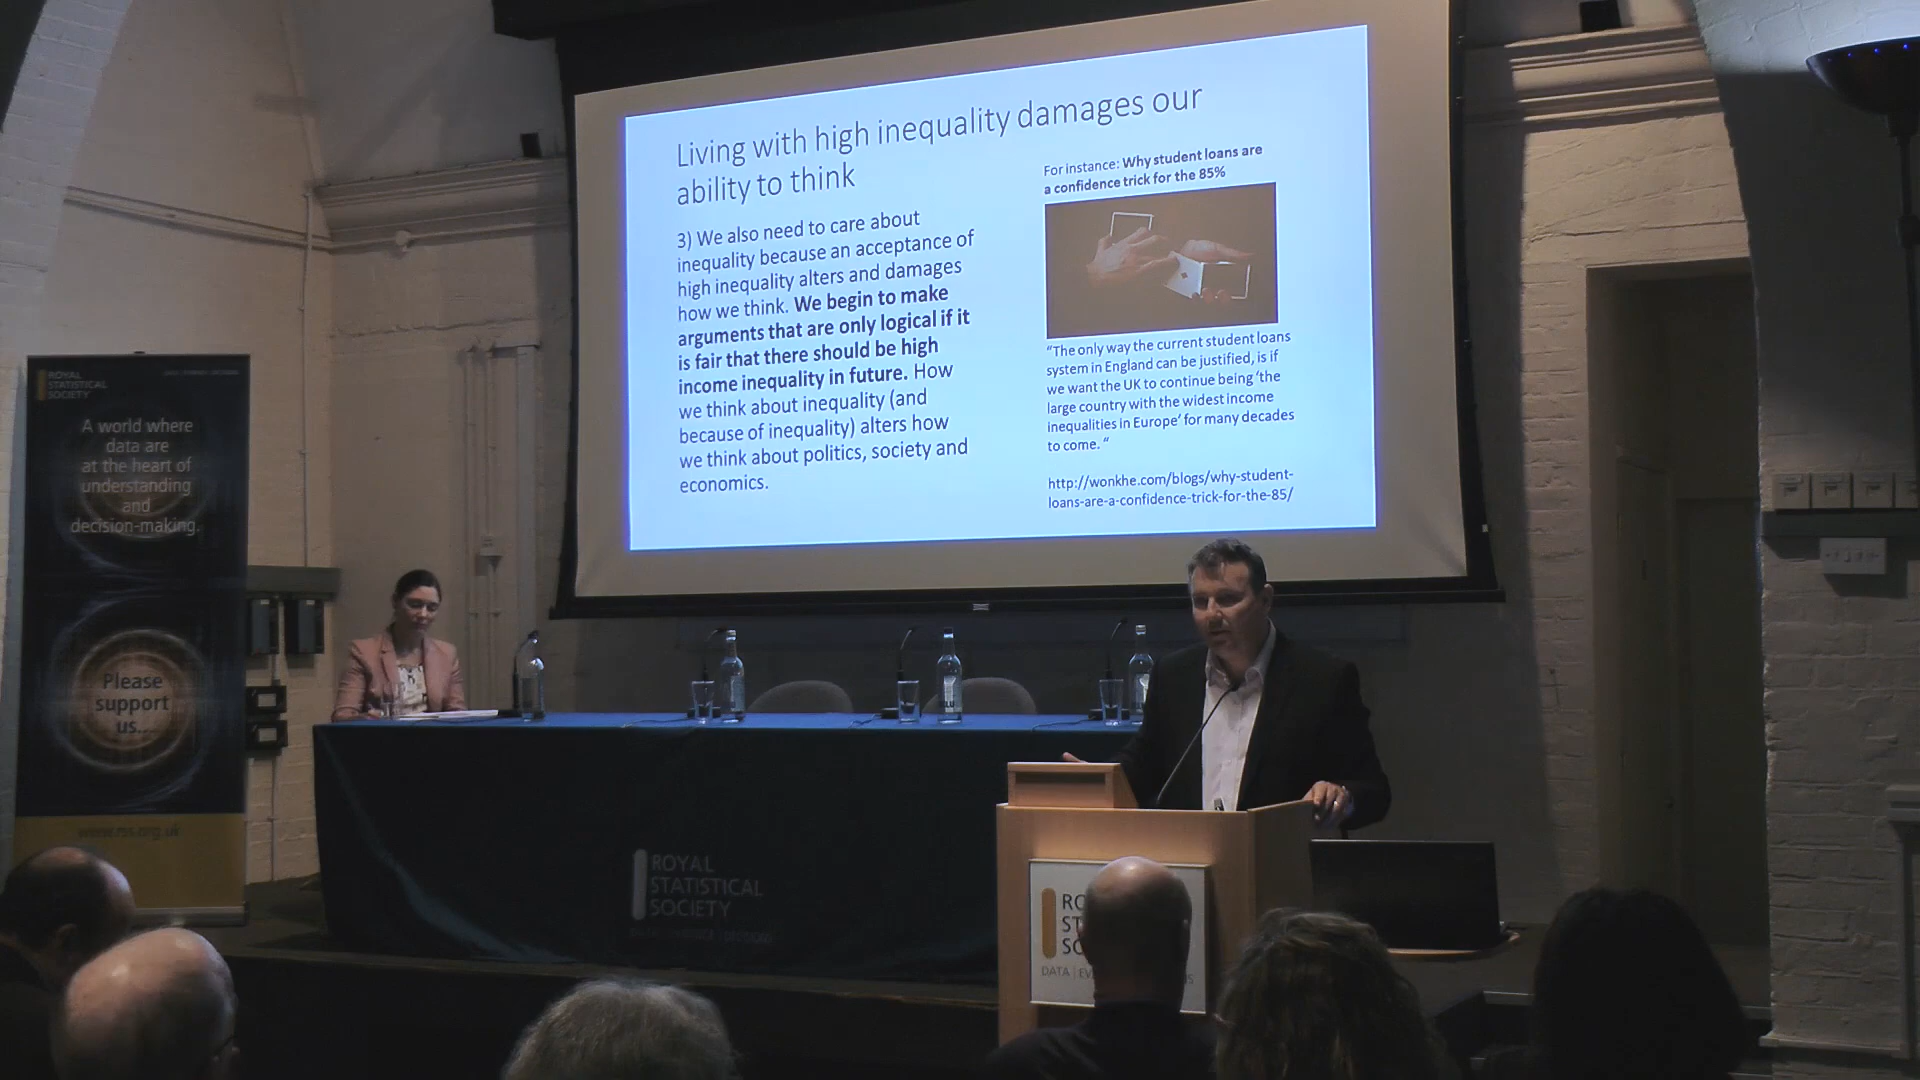 Living with high inequality damages our
ability to think
3) We also need to care about
inequality because an acceptance of
high inequality alters and damages
how we think. We begin to make
arguments that are only logical if it
is fair that there should be high
income inequality in future. How
we think about inequality (and
because of inequality) alters how
we think about politics, society and
economics.
For instance: Why student loans are
a confidence trick for the 85%
"The only way the current student loans
system in England can be justified, is if
we want the UK to continue being 'the
large country with the widest income
inequalities in Europe' for many decades
to come. "
http://wonkhe.com/blogs/why-student-
loans-are-a-confidence-trick-for-the-85/
ROYAL
STATISTICAL
SOCIETY
A world where
data are
at the heart of
understanding
and
decision-making.
Please
support
us...
www.rss.org.uk
ROYAL
STATISTICAL
SOCIETY
RO
ST
SO
DATA | EV